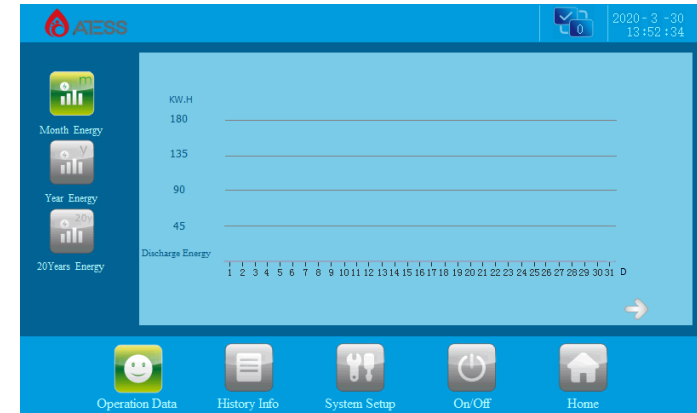 ATESS
0
2020- 3 -30
13:52:34
m
Month Energy
Y
Year Energy
20y
20Years Energy
KW.H
180
135
90
45
Discharge Energy
1 2 3 4 5 6 7 8 9 10 11 12 13 14 15 16 17 18 19 20 21 22 23 24 25 26 27 28 29 30 31 D
Operation Data
History Info
System Setup
On/Off
Home